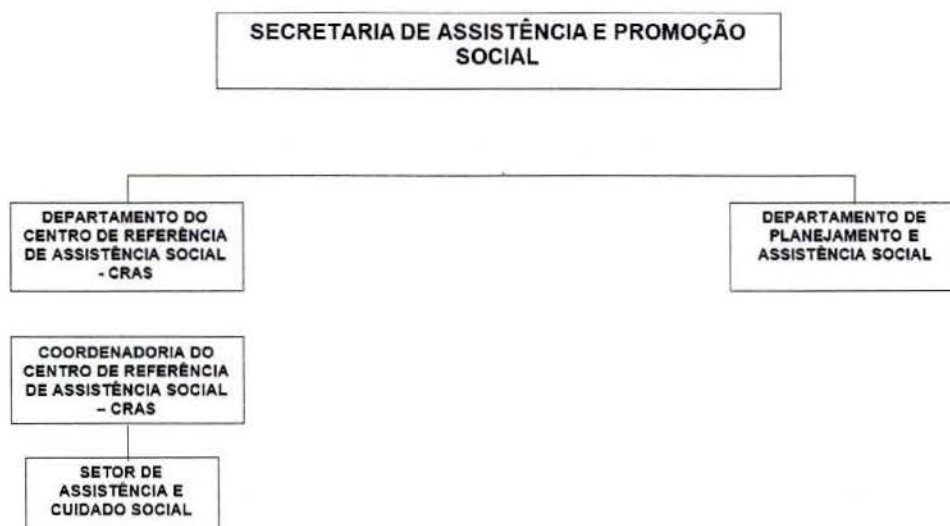 SECRETARIA DE ASSISTÊNCIA E PROMOÇÃO
SOCIAL
DEPARTAMENTO DO
CENTRO DE REFERÊNCIA
DE ASSISTÊNCIA SOCIAL
- CRAS
DEPARTAMENTO DE
PLANEJAMENTO E
ASSISTÊNCIA SOCIAL
COORDENADORIA DO
CENTRO DE REFERÊNCIA
DE ASSISTÊNCIA SOCIAL
– CRAS
SETOR DE
ASSISTÊNCIA E
CUIDADO SOCIAL